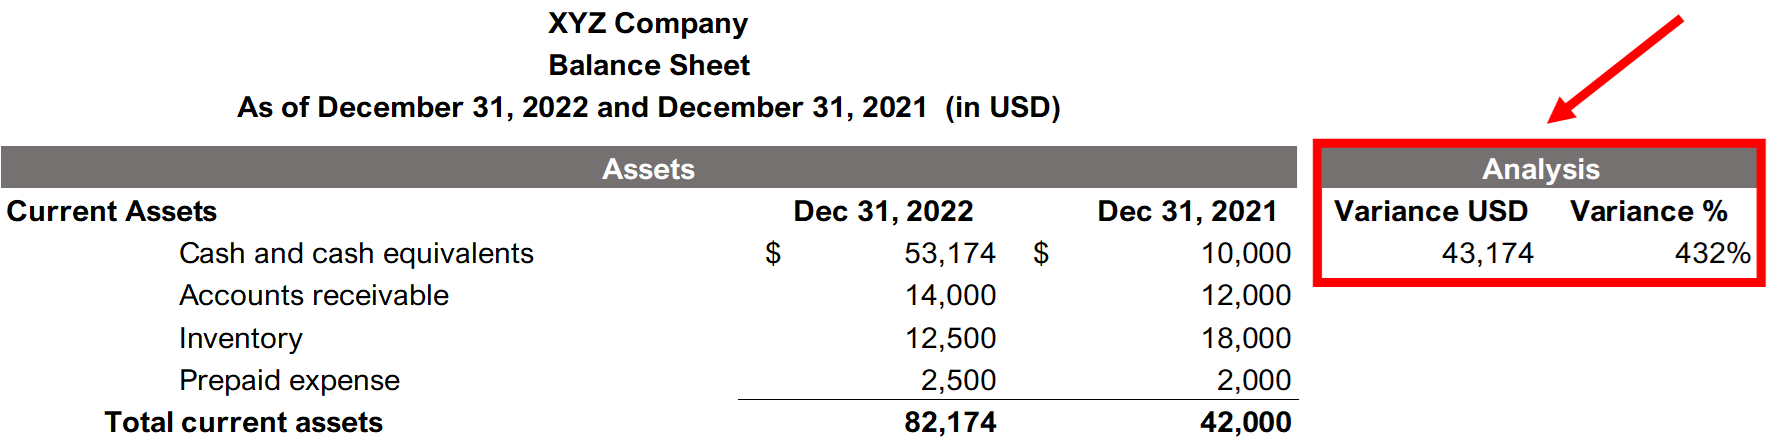 XYZ Company
Balance Sheet
As of December 31, 2022 and December 31, 2021 (in USD)
Assets Analysis
Current Assets Dec 31, 2022 Dec 31, 2021 Variance USD Variance %
Cash and cash equivalents $ 53,174 $ 10,000 43,174 432%
Accounts receivable 14,000 12,000
Inventory 12,500 18,000
Prepaid expense 2,500 2,000
Total current assets 82,174 42,000